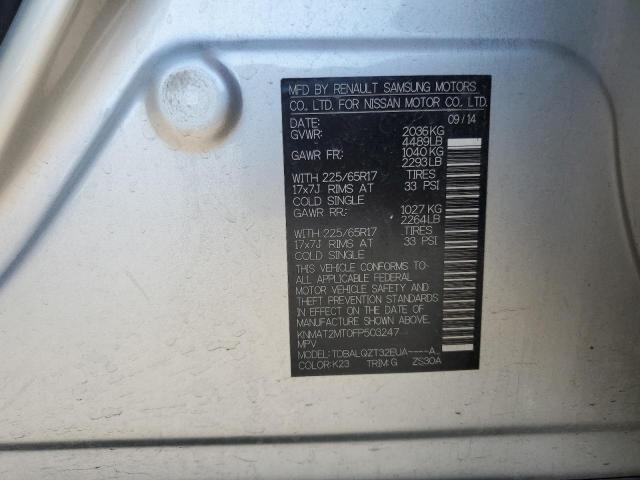 MFD BY RENAULT SAMSUNG MOTORS
CO., LTD. FOR NISSAN MOTOR CO., LTD.
DATE: 09/14
GVWR: 2036KG
4489LB
GAWR FR: 1040KG
2293LB
WITH 225/65R17 TIRES
17x7J RIMS AT 33 PSI
COLD SINGLE
GAWR RR: 1027 KG
2264LB
WITH 225/65R17 TIRES
17x7J RIMS AT 33 PSI
COLD SINGLE
THIS VEHICLE CONFORMS TO
ALL APPLICABLE FEDERAL
MOTOR VEHICLE SAFETY AND
THEFT PREVENTION STANDARDS
IN EFFECT ON THE DATE OF
MANUFACTURE SHOWN ABOVE.
KNMAT2MT0FP503247
MPV
MODEL: TDBALQZT32EUA----A
COLOR: K23 TRIM: G ZS30A